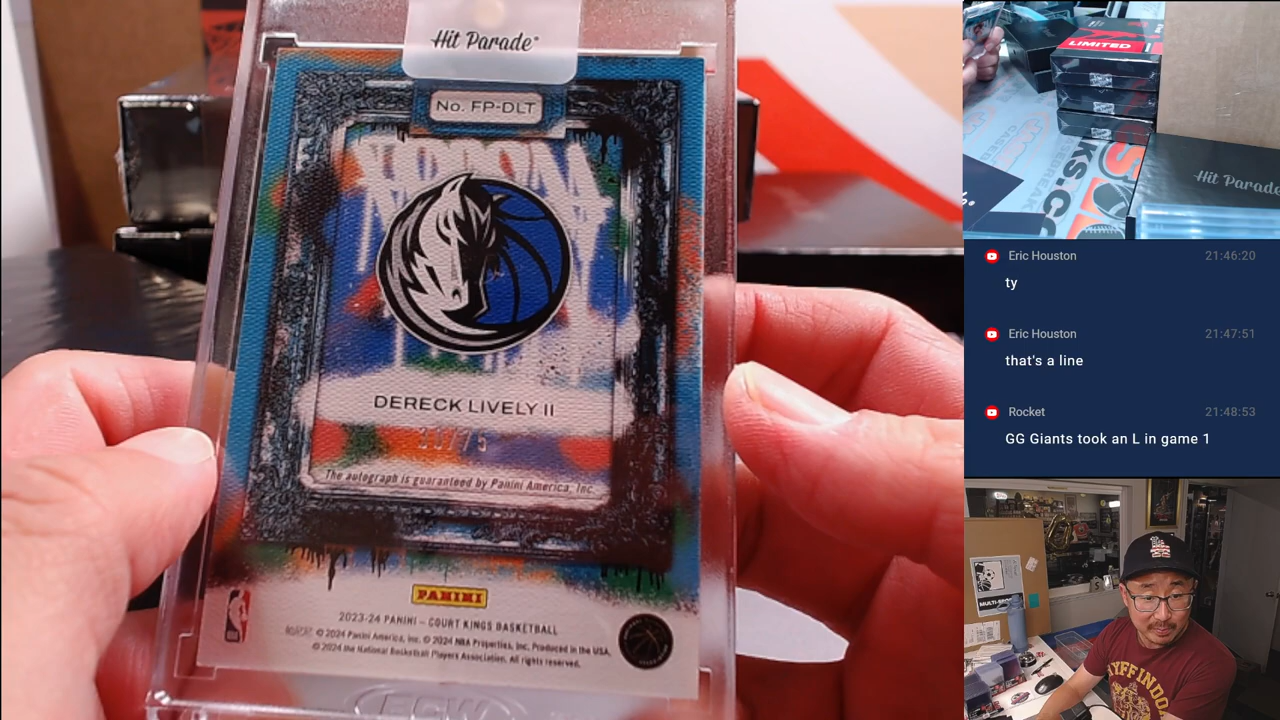 Hit Parade®
No. FP-DLT
DERECK LIVELY II
The autograph is guaranteed by Panini America, Inc.
PANINI
2023-24 PANINI – COURT KINGS BASKETBALL
© 2024 Panini America, Inc. © 2024 NBA Properties, Inc. Produced in the USA.
© 2024 the National Basketball Players Association. All rights reserved.
LIMITED
Hit Parade
Eric Houston 21:46:20
ty
Eric Houston 21:47:51
that's a line
Rocket 21:48:53
GG Giants took an L in game 1